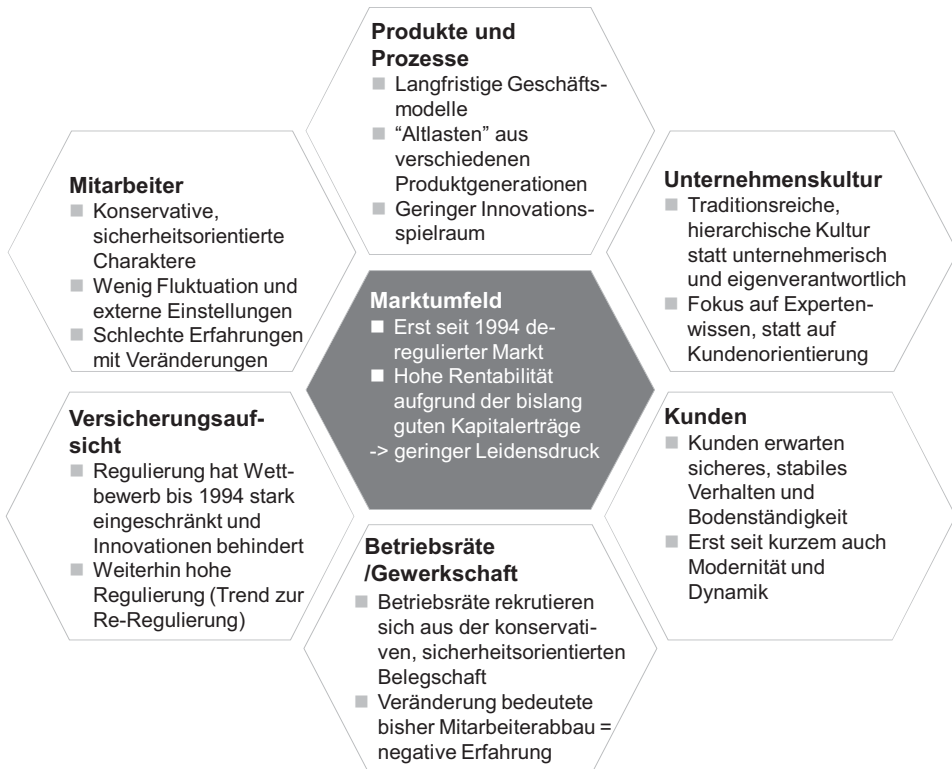 Produkte und
Prozesse
■ Langfristige Geschäfts-
modelle
■ “Altlasten” aus
verschiedenen
Produktgenerationen
■ Geringer Innovations-
spielraum
Mitarbeiter
■ Konservative,
sicherheitsorientierte
Charaktere
■ Wenig Fluktuation und
externe Einstellungen
■ Schlechte Erfahrungen
mit Veränderungen
Unternehmenskultur
■ Traditionsreiche,
hierarchische Kultur
statt unternehmerisch
und eigenverantwortlich
■ Fokus auf Experten-
wissen, statt auf
Kundenorientierung
Marktumfeld
■ Erst seit 1994 de-
regulierter Markt
■ Hohe Rentabilität
aufgrund der bislang
guten Kapitalerträge
-> geringer Leidensdruck
Versicherungsauf-
sicht
■ Regulierung hat Wett-
bewerb bis 1994 stark
eingeschränkt und
Innovationen behindert
■ Weiterhin hohe
Regulierung (Trend zur
Re-Regulierung)
Kunden
■ Kunden erwarten
sicheres, stabiles
Verhalten und
Bodenständigkeit
■ Erst seit kurzem auch
Modernität und
Dynamik
Betriebsräte
/Gewerkschaft
■ Betriebsräte rekrutieren
sich aus der konservati-
ven, sicherheitsorientierten
Belegschaft
■ Veränderung bedeutete
bisher Mitarbeiterabbau =
negative Erfahrung